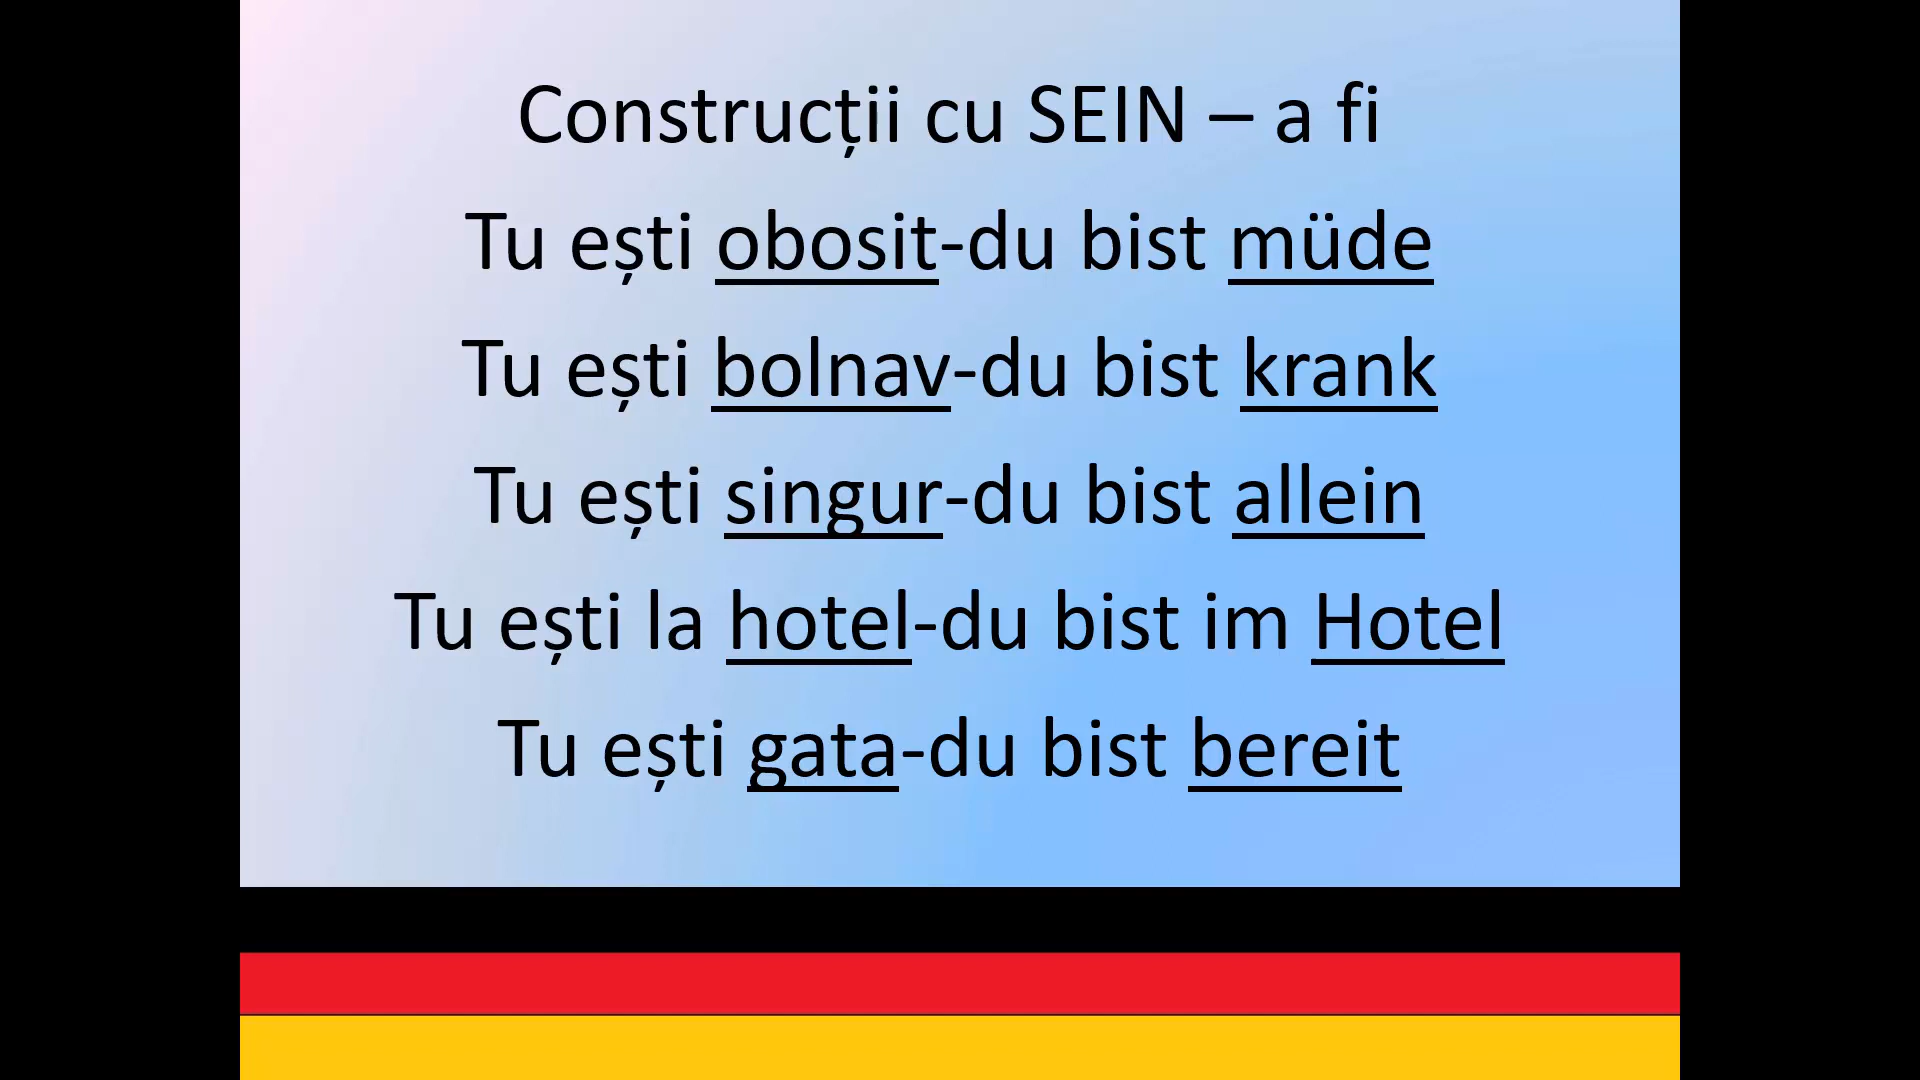 Construcții cu SEIN – a fi
Tu ești obosit-du bist müde
Tu ești bolnav-du bist krank
Tu ești singur-du bist allein
Tu ești la hotel-du bist im Hotel
Tu ești gata-du bist bereit